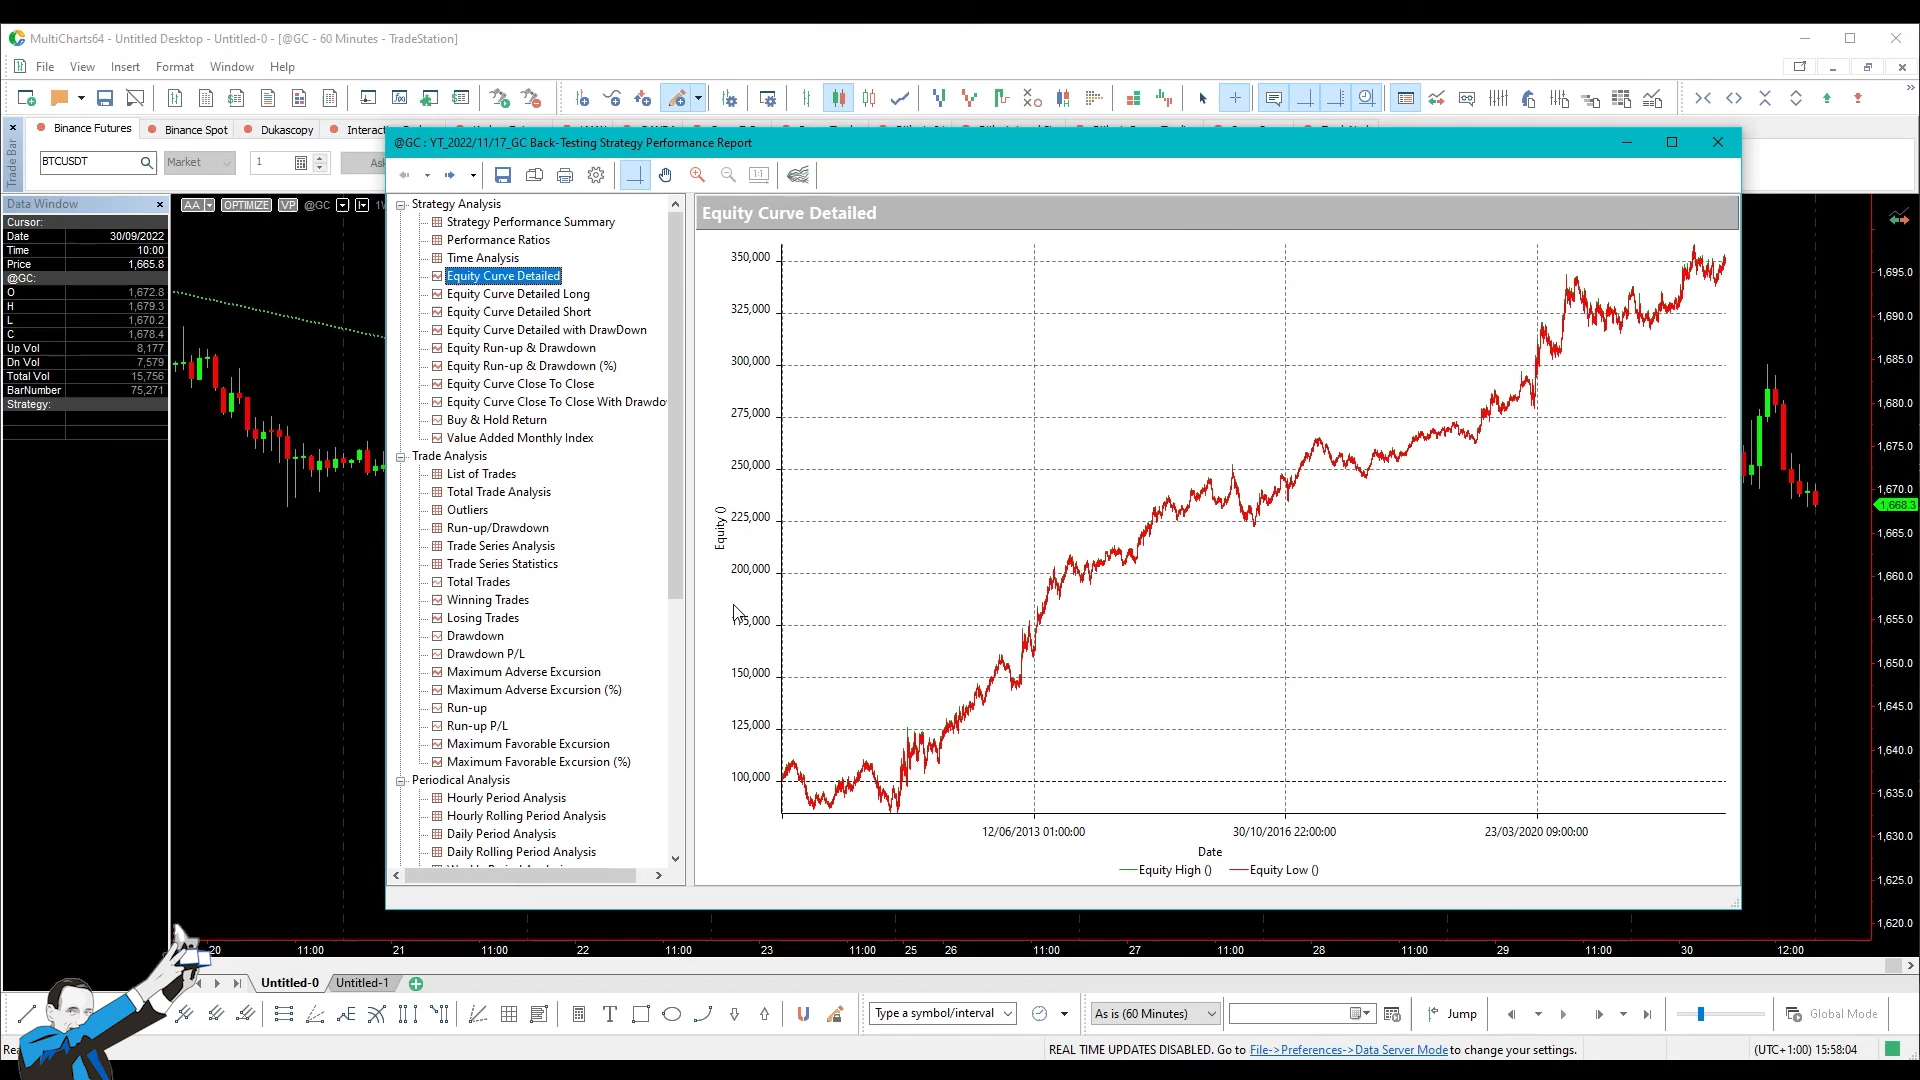 MultiCharts64 - Untitled Desktop - Untitled-0 - [@GC - 60 Minutes - TradeStation]
File View Insert Format Window Help
Binance Futures Binance Spot Dukascopy Interact
Trade Bar
BTCUSDT Market 1 Ask
@GC : YT_2022/11/17_GC Back-Testing Strategy Performance Report
Data Window
AA OPTIMIZE VP @GC
Cursor:
Date 30/09/2022
Time 10:00
Price 1,665.8
@GC:
O 1,672.8
H 1,679.3
L 1,670.2
C 1,678.4
Up Vol 8,177
Dn Vol 7,579
Total Vol 15,756
BarNumber 75,271
Strategy:
Strategy Analysis
Strategy Performance Summary
Performance Ratios
Time Analysis
Equity Curve Detailed
Equity Curve Detailed Long
Equity Curve Detailed Short
Equity Curve Detailed with DrawDown
Equity Run-up & Drawdown
Equity Run-up & Drawdown (%)
Equity Curve Close To Close
Equity Curve Close To Close With Drawdo
Buy & Hold Return
Value Added Monthly Index
Trade Analysis
List of Trades
Total Trade Analysis
Outliers
Run-up/Drawdown
Trade Series Analysis
Trade Series Statistics
Total Trades
Winning Trades
Losing Trades
Drawdown
Drawdown P/L
Maximum Adverse Excursion
Maximum Adverse Excursion (%)
Run-up
Run-up P/L
Maximum Favorable Excursion
Maximum Favorable Excursion (%)
Periodical Analysis
Hourly Period Analysis
Hourly Rolling Period Analysis
Daily Period Analysis
Daily Rolling Period Analysis
Equity Curve Detailed
350,000
325,000
300,000
275,000
250,000
225,000
200,000
5,000
150,000
125,000
100,000
Equity ()
12/06/2013 01:00:00 30/10/2016 22:00:00 23/03/2020 09:00:00
Date
Equity High () Equity Low ()
1,695.0
1,690.0
1,685.0
1,680.0
1,675.0
1,670.0
1,668.3
1,665.0
1,660.0
1,655.0
1,650.0
1,645.0
1,640.0
1,635.0
1,630.0
1,625.0
1,620.0
20 11:00 21 11:00 22 11:00 23 11:00 25 26 11:00 27 11:00 28 11:00 29 11:00 30 12:00
Untitled-0 Untitled-1
Type a symbol/interval As is (60 Minutes) Jump Global Mode
Rea REAL TIME UPDATES DISABLED. Go to File->Preferences->Data Server Mode to change your settings. (UTC+1:00) 15:58:04